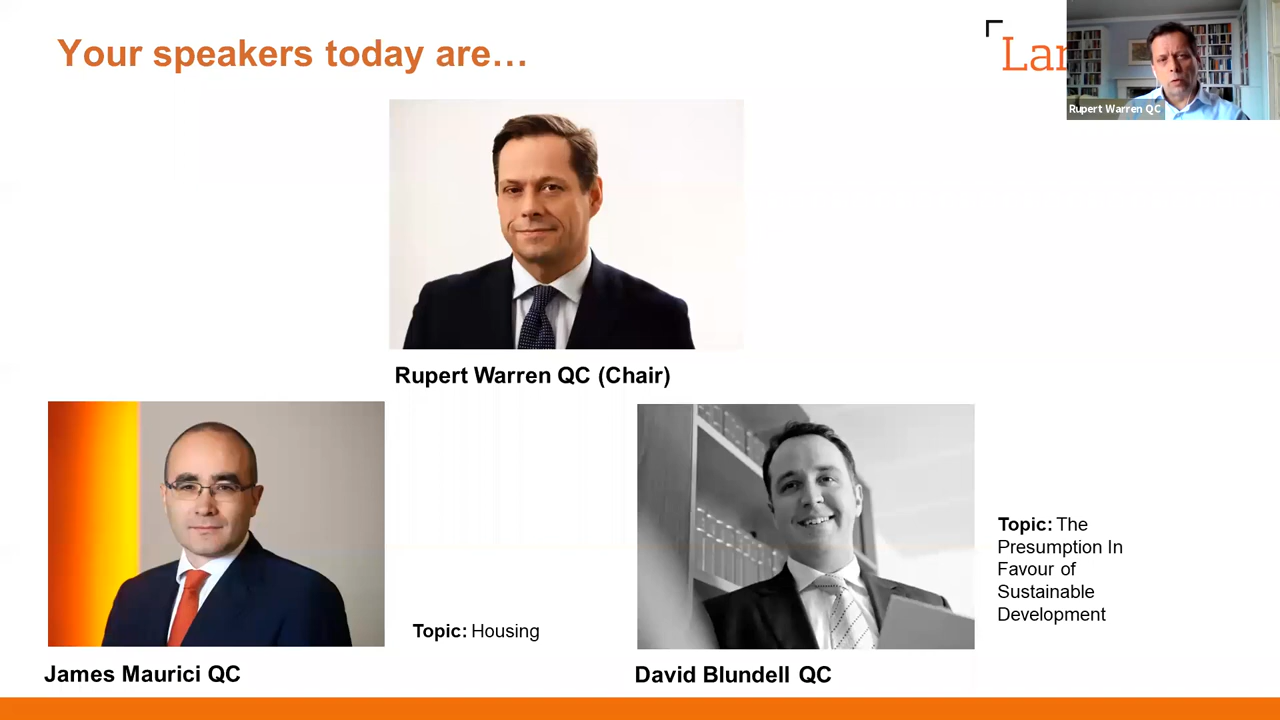 Your speakers today are…
Rupert Warren QC
Rupert Warren QC (Chair)
Topic: The
Presumption In
Favour of
Sustainable
Development
Topic: Housing
James Maurici QC
David Blundell QC